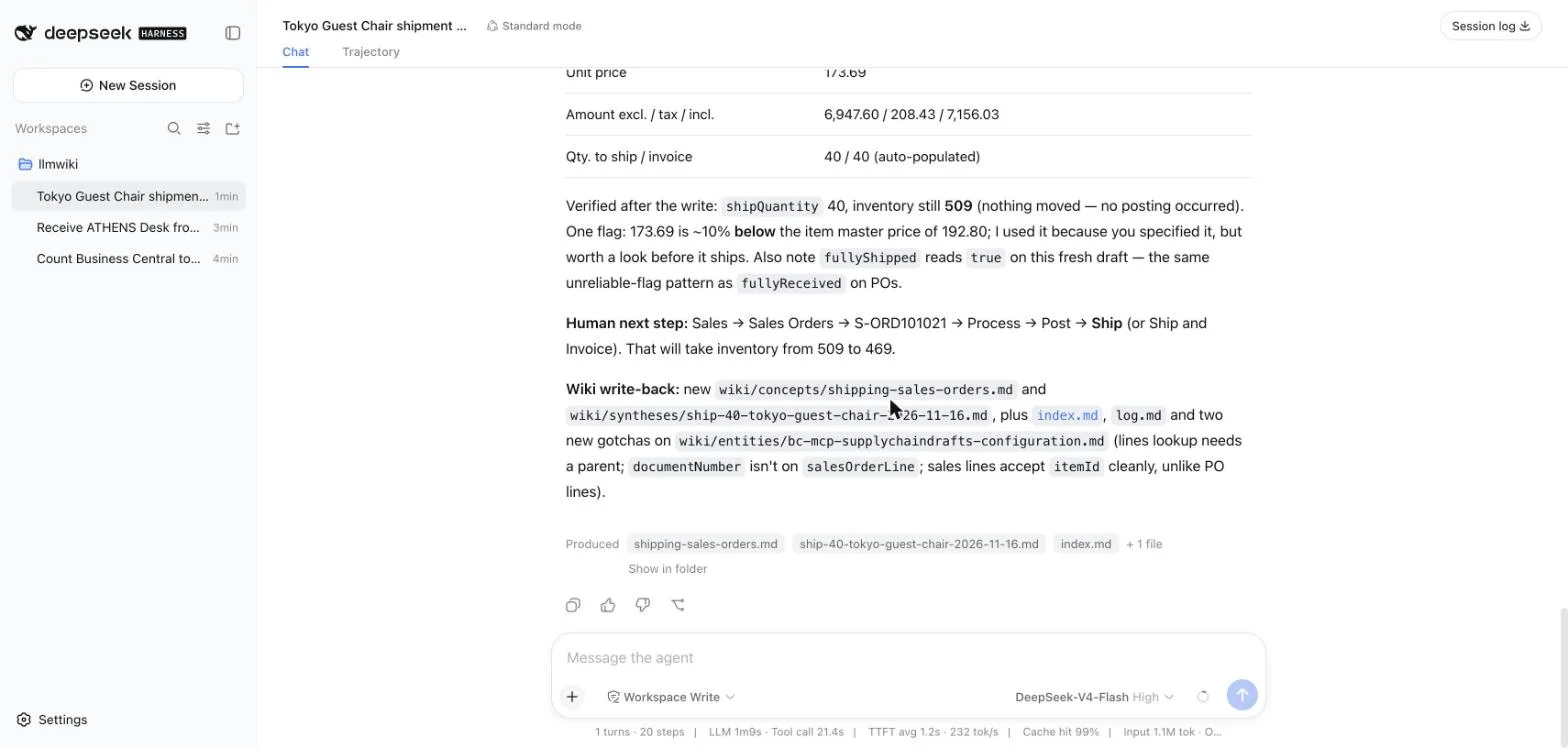 deepseek HARNESS
New Session
Workspaces
llmwiki
Tokyo Guest Chair shipmen... 1min
Receive ATHENS Desk fro... 3min
Count Business Central to... 4min
Settings
Tokyo Guest Chair shipment ... Standard mode
Session log
Chat Trajectory
Unit price 173.69
Amount excl. / tax / incl. 6,947.60 / 208.43 / 7,156.03
Qty. to ship / invoice 40 / 40 (auto-populated)
Verified after the write: shipQuantity 40, inventory still 509 (nothing moved — no posting occurred).
One flag: 173.69 is ~10% below the item master price of 192.80; I used it because you specified it, but
worth a look before it ships. Also note fullyShipped reads true on this fresh draft — the same
unreliable-flag pattern as fullyReceived on POs.
Human next step: Sales → Sales Orders → S-ORD101021 → Process → Post → Ship (or Ship and
Invoice). That will take inventory from 509 to 469.
Wiki write-back: new wiki/concepts/shipping-sales-orders.md and
wiki/syntheses/ship-40-tokyo-guest-chair-2026-11-16.md , plus index.md , log.md and two
new gotchas on wiki/entities/bc-mcp-supplychaindrafts-configuration.md (lines lookup needs
a parent; documentNumber isn't on salesOrderLine ; sales lines accept itemId cleanly, unlike PO
lines).
Produced shipping-sales-orders.md ship-40-tokyo-guest-chair-2026-11-16.md index.md + 1 file
Show in folder
Message the agent
Workspace Write DeepSeek-V4-Flash High
1 turns · 20 steps | LLM 1m9s · Tool call 21.4s | TTFT avg 1.2s · 232 tok/s | Cache hit 99% | Input 1.1M tok · O...